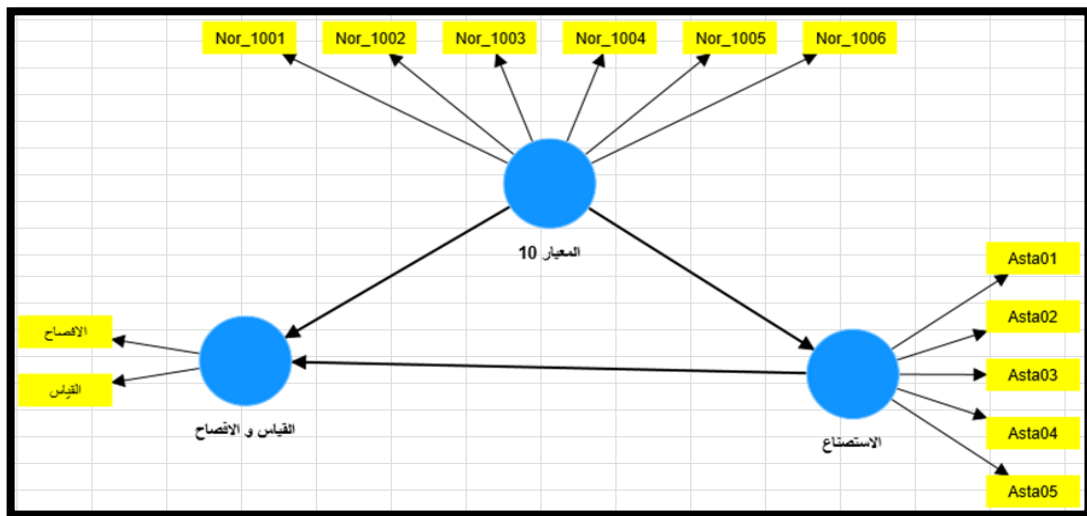 Nor_1001
Nor_1002
Nor_1003
Nor_1004
Nor_1005
Nor_1006
المعيار 10
Asta01
Asta02
Asta03
Asta04
Asta05
الافصاح
القياس
القياس و الافصاح
الاستصناع